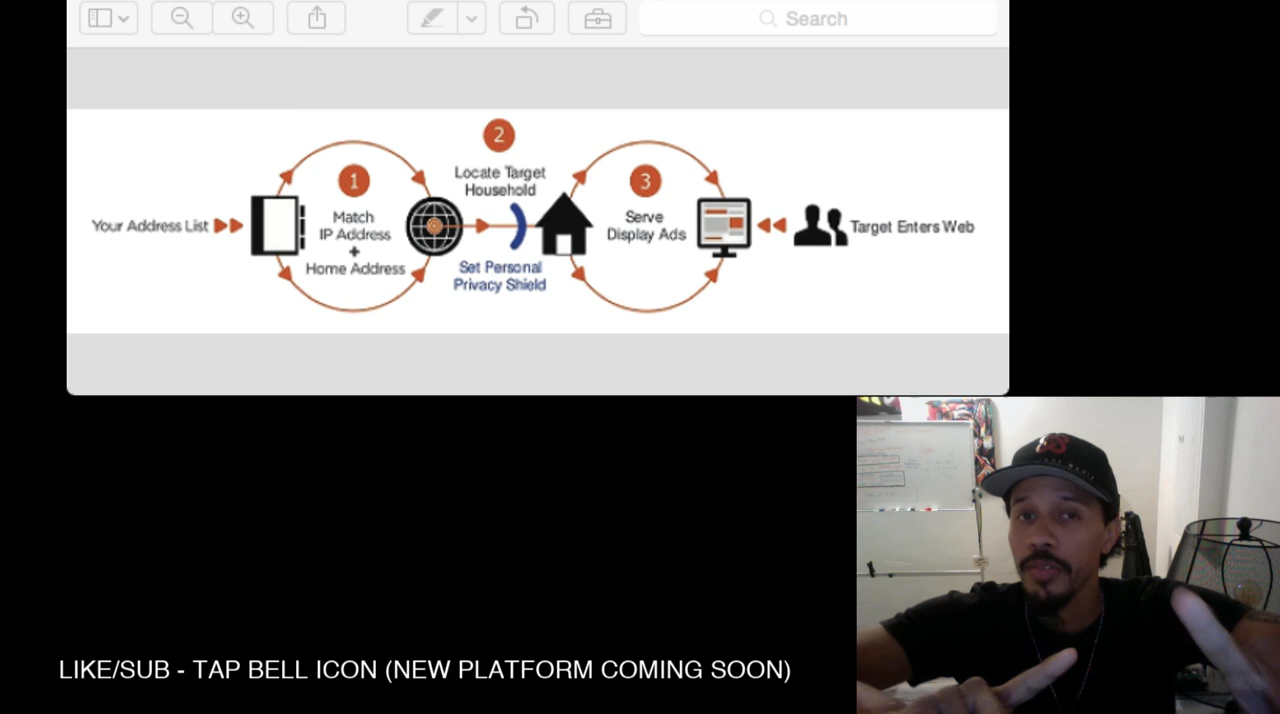 Search
2
1
3
Locate Target
Household
Your Address List
Match
IP Address
+
Home Address
Serve
Display Ads
Target Enters Web
Set Personal
Privacy Shield
LIKE/SUB - TAP BELL ICON (NEW PLATFORM COMING SOON)